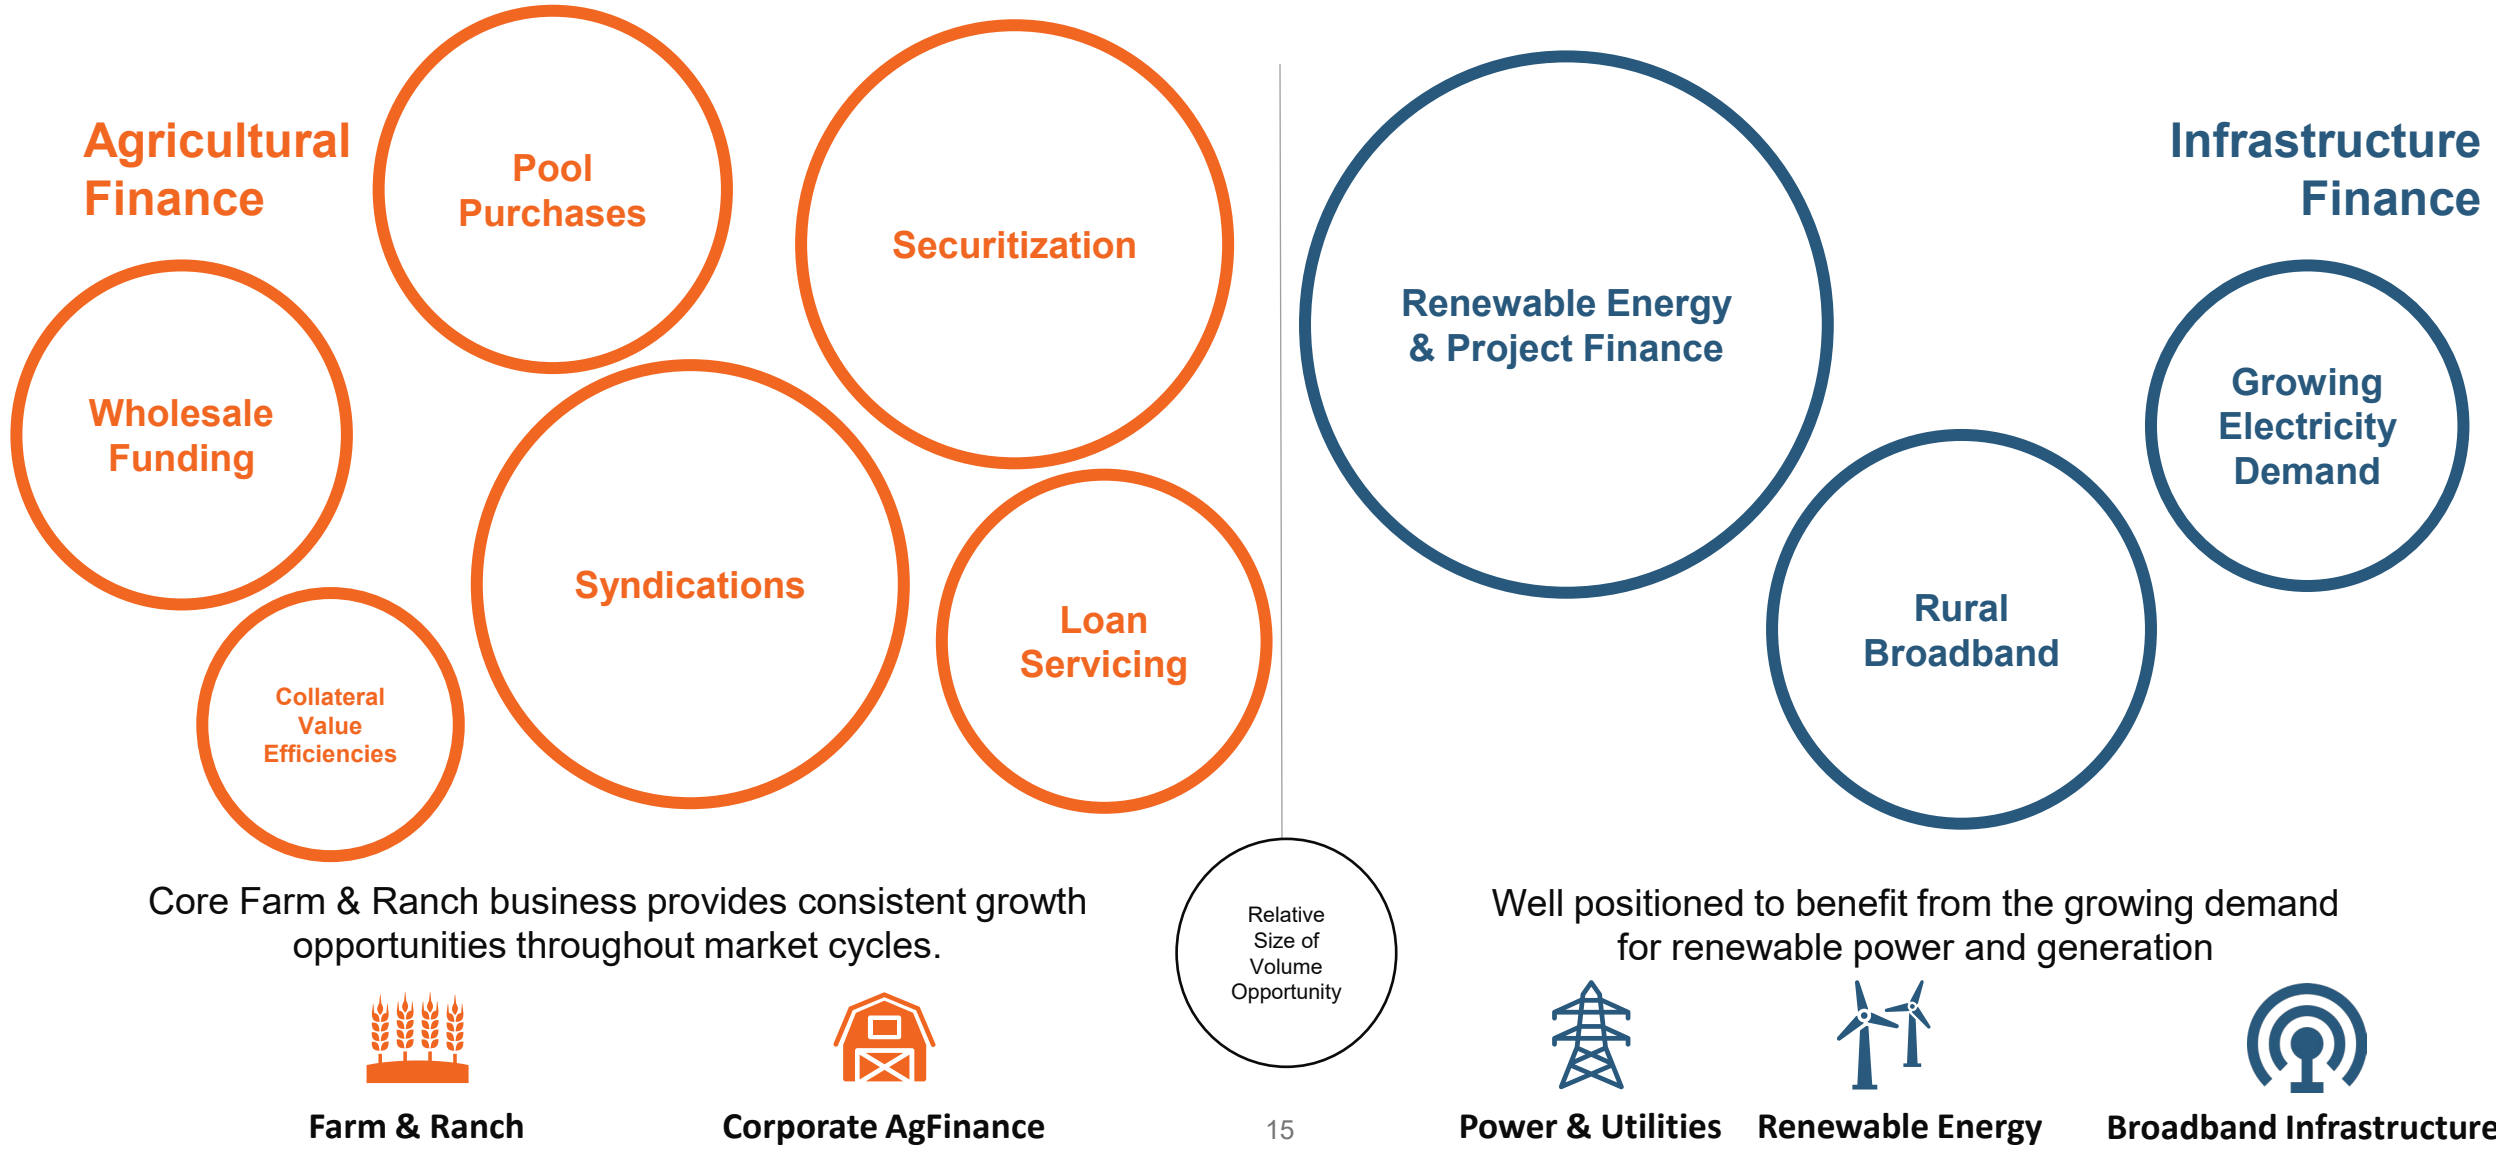 Agricultural
Finance
Pool
Purchases
Securitization
Wholesale
Funding
Syndications
Loan
Servicing
Collateral
Value
Efficiencies
Infrastructure
Finance
Renewable Energy
& Project Finance
Growing
Electricity
Demand
Rural
Broadband
Core Farm & Ranch business provides consistent growth
opportunities throughout market cycles.
Relative
Size of
Volume
Opportunity
Well positioned to benefit from the growing demand
for renewable power and generation
Farm & Ranch
Corporate AgFinance
15
Power & Utilities
Renewable Energy
Broadband Infrastructure